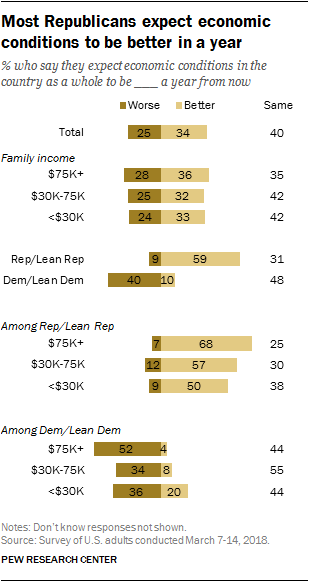 Most Republicans expect economic
conditions to be better in a year
% who say they expect economic conditions in the
country as a whole to be ____ a year from now
Worse Better Same
Total 25 34 40
Family income
$75K+ 28 36 35
$30K-75K 25 32 42
<$30K 24 33 42
Rep/Lean Rep 9 59 31
Dem/Lean Dem 40 10 48
Among Rep/Lean Rep
$75K+ 7 68 25
$30K-75K 12 57 30
<$30K 9 50 38
Among Dem/Lean Dem
$75K+ 52 4 44
$30K-75K 34 8 55
<$30K 36 20 44
Notes: Don't know responses not shown.
Source: Survey of U.S. adults conducted March 7-14, 2018.
PEW RESEARCH CENTER